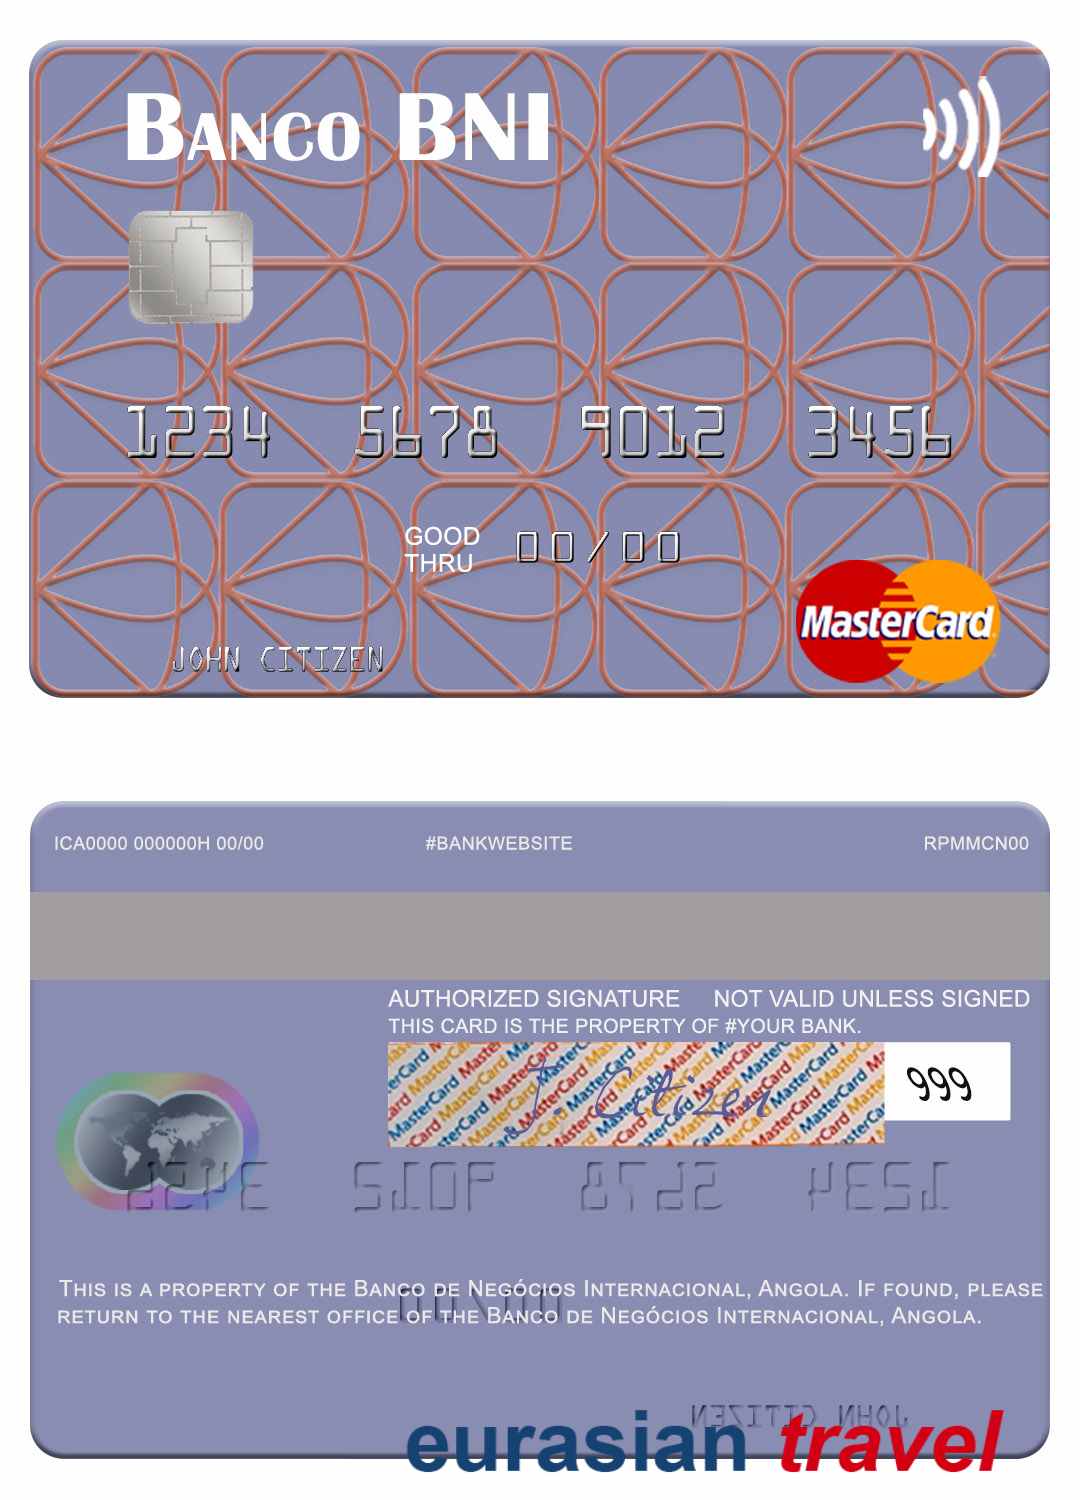 BANCO BNI
1234 5678 9012 3456
GOOD
THRU
00/00
MasterCard
JOHN CITIZEN
ICA0000 000000H 00/00 #BANKWEBSITE RPMMCN00
AUTHORIZED SIGNATURE NOT VALID UNLESS SIGNED
THIS CARD IS THE PROPERTY OF #YOUR BANK.
J. Citizen
999
THIS IS A PROPERTY OF THE BANCO DE NEGÓCIOS INTERNACIONAL, ANGOLA. IF FOUND, PLEASE
RETURN TO THE NEAREST OFFICE OF THE BANCO DE NEGÓCIOS INTERNACIONAL, ANGOLA.
eurasian travel